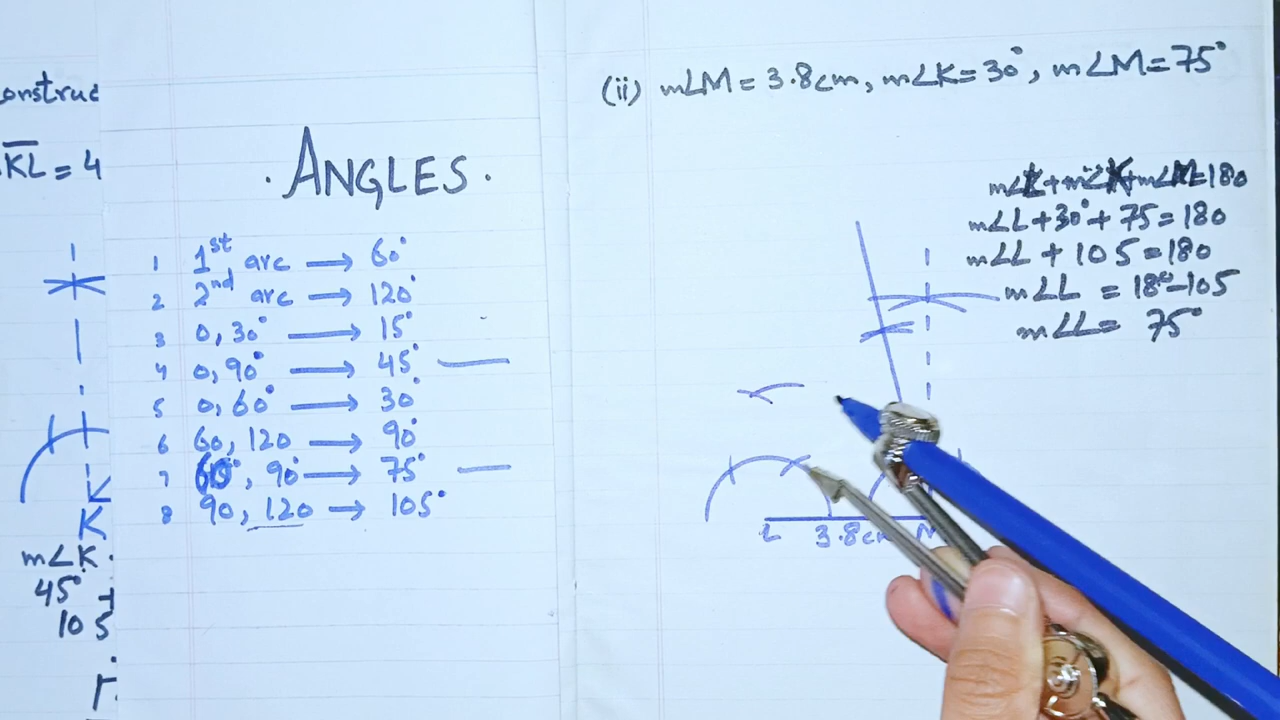 onstruc
KL = 4
K
K
m∠K
45°
105
. ANGLES .
1 1st arc → 60°
2 2nd arc → 120°
3 0, 30° → 15°
4 0, 90° → 45°
5 0, 60° → 30°
6 60, 120 → 90°
7 60°, 90° → 75°
8 90, 120 → 105°
(ii) m∠M = 3.8cm, m∠K = 30°, m∠M = 75°
m∠L + m∠K + m∠M = 180
m∠L + 30° + 75 = 180
m∠L + 105 = 180
m∠L = 180-105
m∠L = 75°
L 3.8cm M